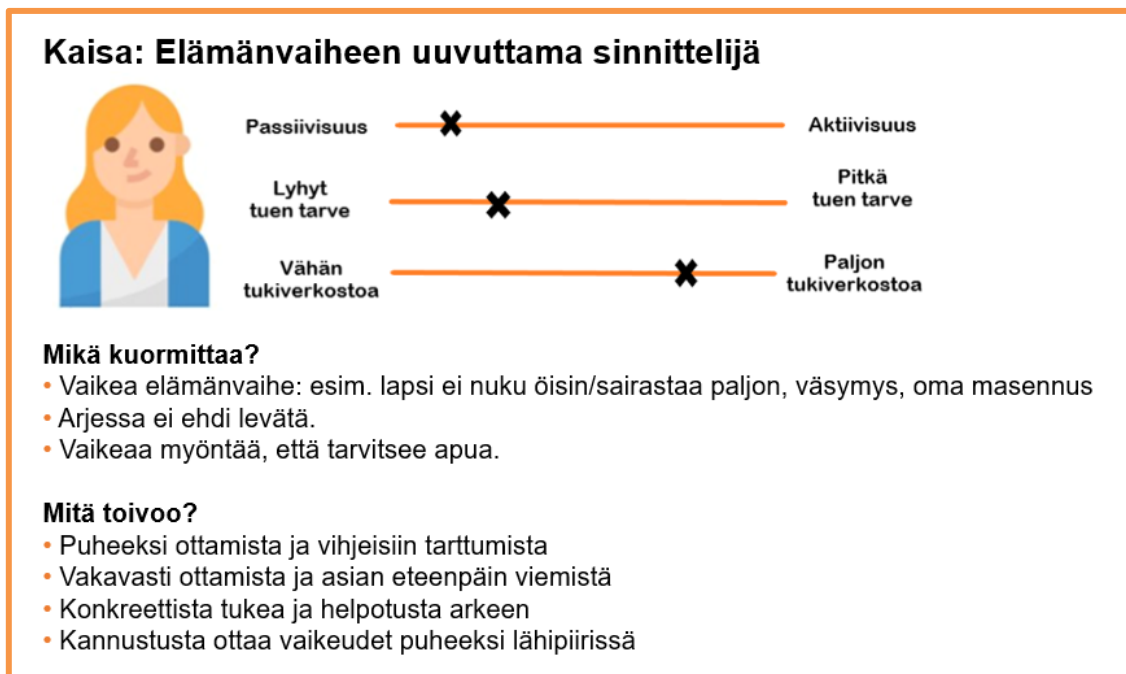 Kaisa: Elämänvaiheen uuvuttama sinnittelijä
Passiivisuus
Aktiivisuus
Lyhyt
tuen tarve
Pitkä
tuen tarve
Vähän
tukiverkostoa
Paljon
tukiverkostoa
Mikä kuormittaa?
• Vaikea elämänvaihe: esim. lapsi ei nuku öisin/sairastaa paljon, väsymys, oma masennus
• Arjessa ei ehdi levätä.
• Vaikeaa myöntää, että tarvitsee apua.
Mitä toivoo?
• Puheeksi ottamista ja vihjeisiin tarttumista
• Vakavasti ottamista ja asian eteenpäin viemistä
• Konkreettista tukea ja helpotusta arkeen
• Kannustusta ottaa vaikeudet puheeksi lähipiirissä